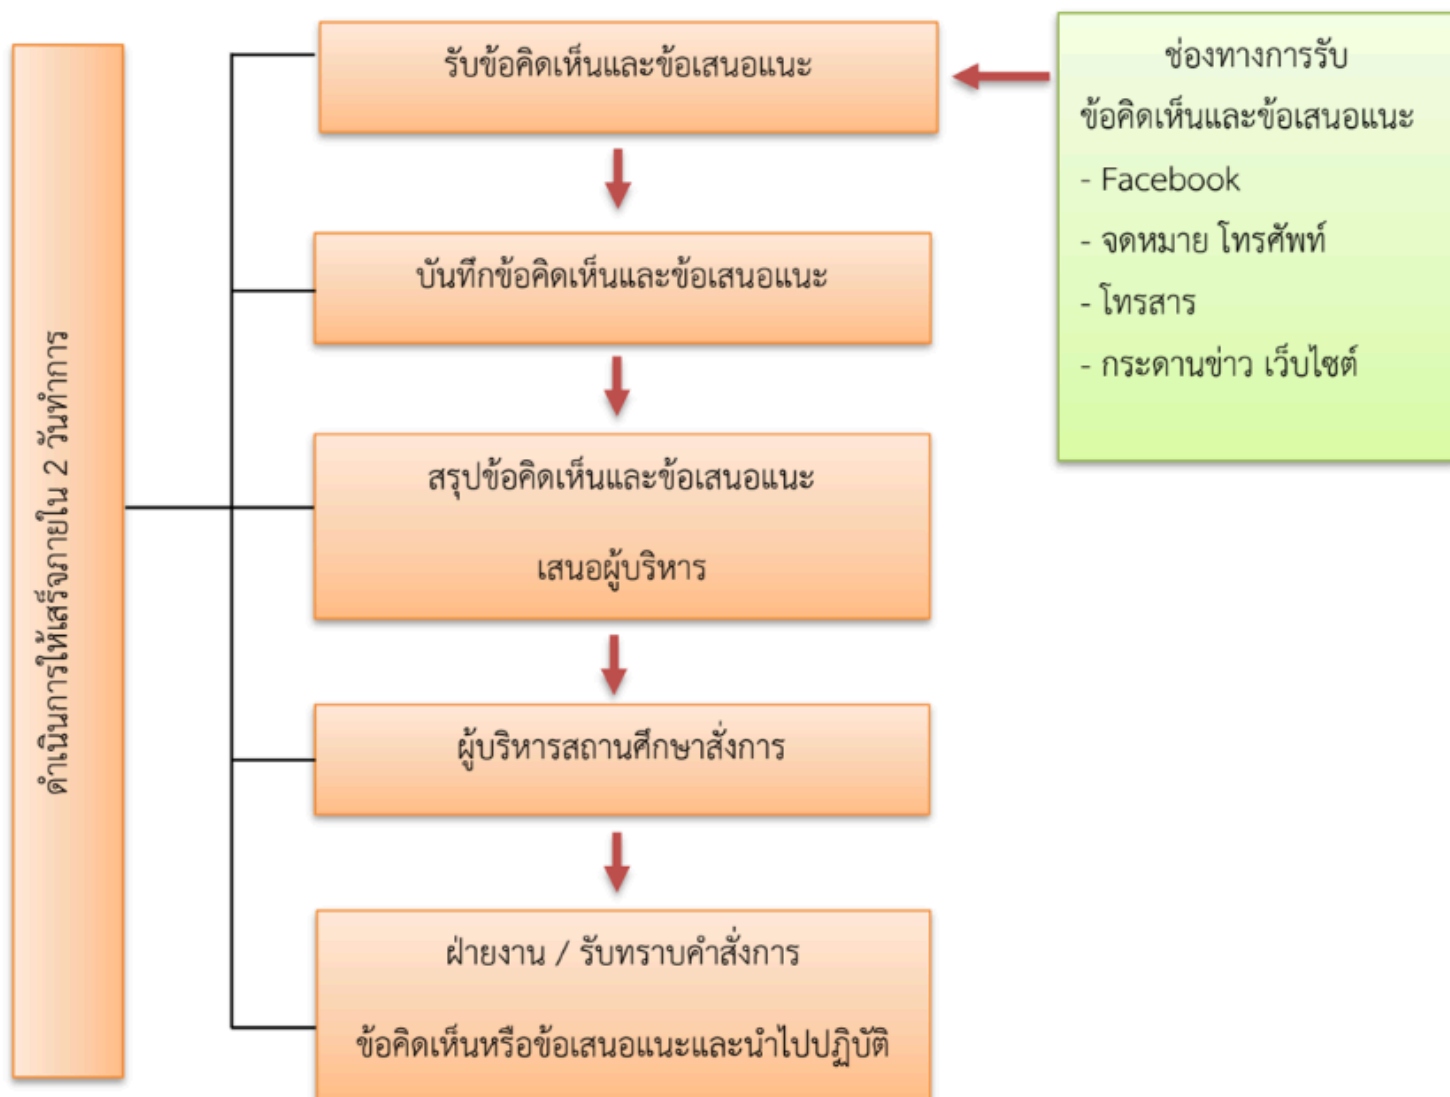 ดำเนินการให้เสร็จภายใน 2 วันทำการ
รับข้อคิดเห็นและข้อเสนอแนะ
ช่องทางการรับ
ข้อคิดเห็นและข้อเสนอแนะ
- Facebook
- จดหมาย โทรศัพท์
- โทรสาร
- กระดานข่าว เว็บไซต์
บันทึกข้อคิดเห็นและข้อเสนอแนะ
สรุปข้อคิดเห็นและข้อเสนอแนะ
เสนอผู้บริหาร
ผู้บริหารสถานศึกษาสั่งการ
ฝ่ายงาน / รับทราบคำสั่งการ
ข้อคิดเห็นหรือข้อเสนอแนะและนำไปปฏิบัติ